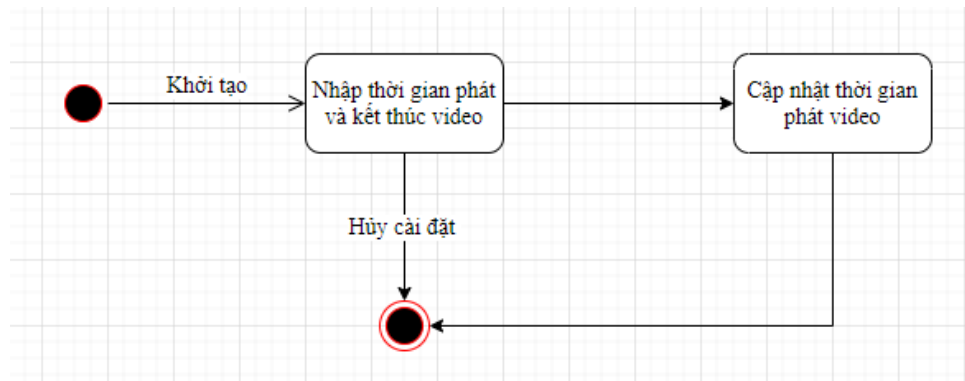 Khởi tạo
Nhập thời gian phát
và kết thúc video
Cập nhật thời gian
phát video
Hủy cài đặt